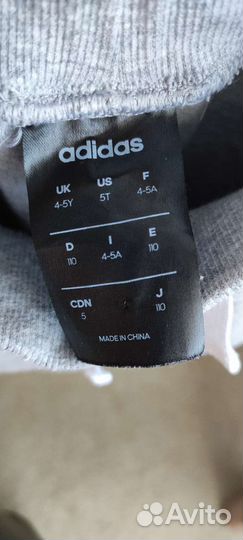 adidas
UK US F
4-5Y 5T 4-5A
D I E
110 4-5A 110
CDN J
5 110
MADE IN CHINA
Avito